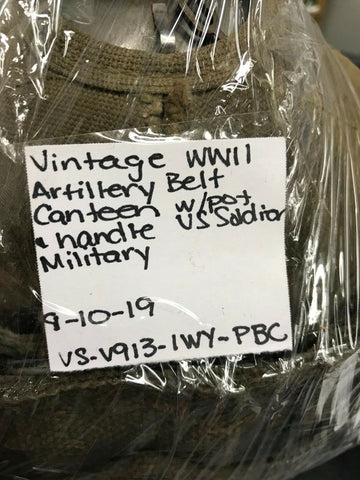 Vintage WWII
Artillery Belt
Canteen w/pot
& handle US Soldier
Military
9-10-19
VS-V913-1WY-PBC